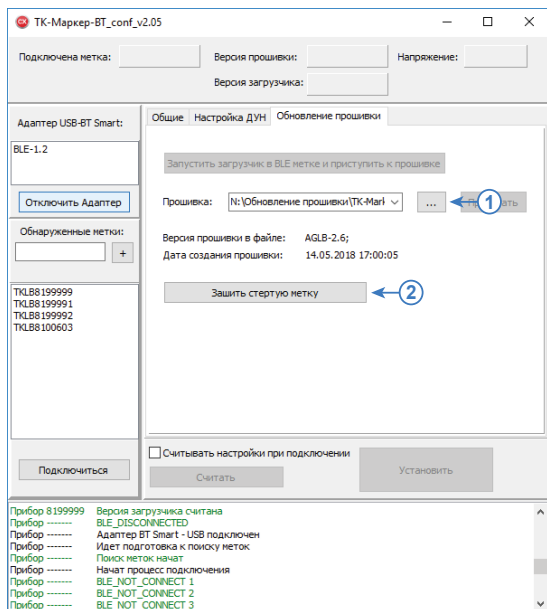 ТК-Маркер-BT_conf_v2.05
Подключена метка:
Версия прошивки:
Напряжение:
Версия загрузчика:
Адаптер USB-BT Smart:
BLE-1.2
Отключить Адаптер
Обнаруженные метки:
+
TKLB8199999
TKLB8199991
TKLB8199992
TKLB8100603
Подключиться
Общие Настройка ДУН Обновление прошивки
Запустить загрузчик в BLE метке и приступить к прошивке
Прошивка: N:\Обновление прошивки\ТК-Mark ... 1
Версия прошивки в файле: AGLB-2.6;
Дата создания прошивки: 14.05.2018 17:00:05
Зашить стертую метку 2
Считывать настройки при подключении
Считать
Установить
Прибор 8199999 Версия загрузчика считана
Прибор ------- BLE_DISCONNECTED
Прибор ------- Адаптер BT Smart - USB подключен
Прибор ------- Идет подготовка к поиску меток
Прибор ------- Поиск меток начат
Прибор ------- Начат процесс подключения
Прибор ------- BLE_NOT_CONNECT 1
Прибор ------- BLE_NOT_CONNECT 2
Прибор ------- BLE_NOT_CONNECT 3